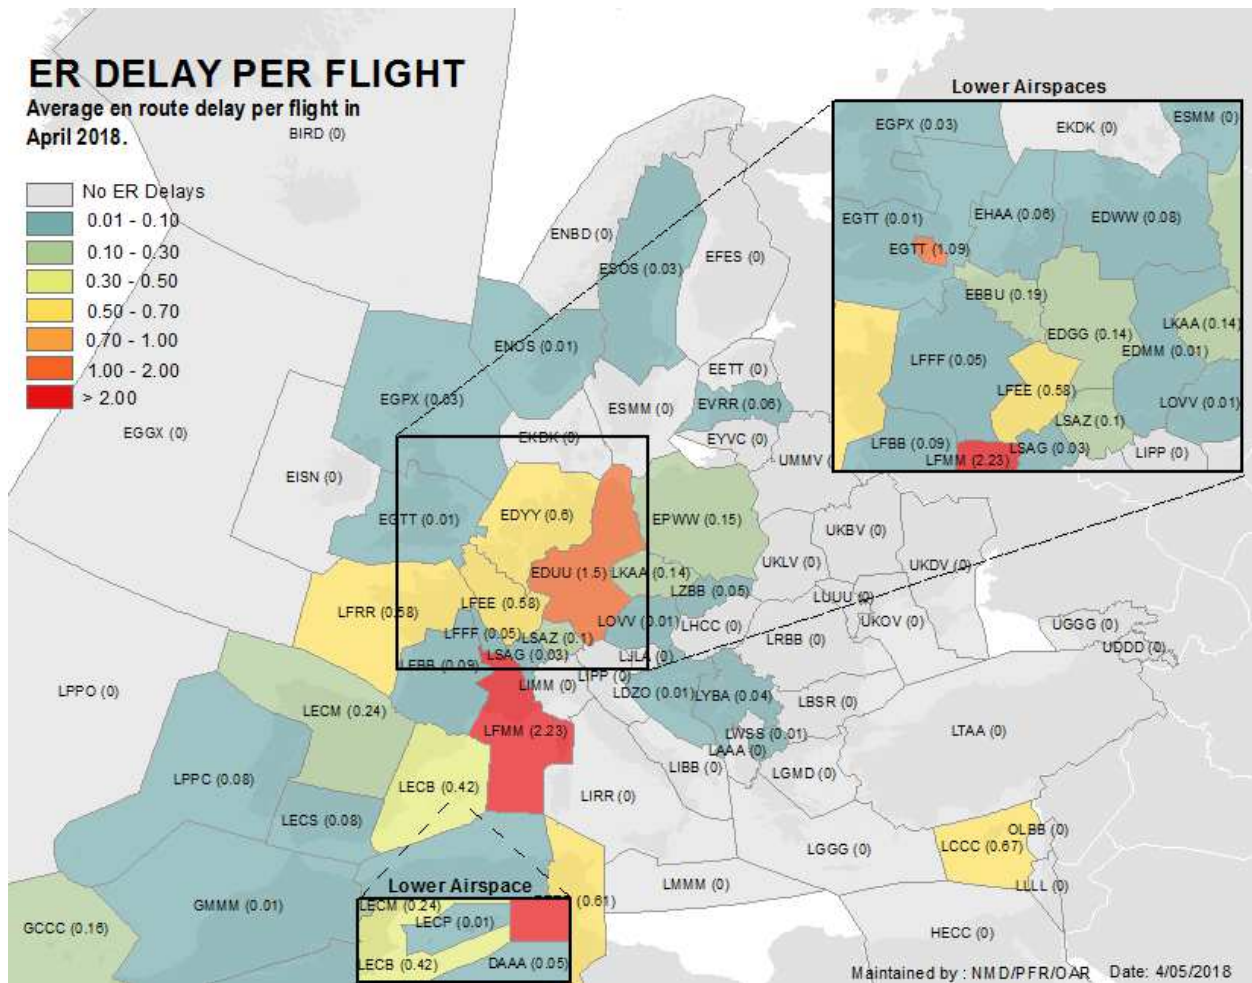 ER DELAY PER FLIGHT
Average en route delay per flight in
April 2018.
No ER Delays
0.01 - 0.10
0.10 - 0.30
0.30 - 0.50
0.50 - 0.70
0.70 - 1.00
1.00 - 2.00
> 2.00
Lower Airspaces
EGPX (0.03)
EKDK (0)
ESMM (0)
EGTT (0.01)
EHAA (0.06)
EDWW (0.08)
EGTT (1.09)
EBBU (0.19)
EDGG (0.14)
LKAA (0.14)
EDMM (0.01)
LFFF (0.05)
LFEE (0.58)
LOVV (0.01)
LSAZ (0.1)
LFBB (0.09)
LSAG (0.03)
LIPP (0)
LFMM (2.23)
BIRD (0)
ENBD (0)
ESOS (0.03)
EFES (0)
ENOS (0.01)
EETT (0)
EGPX (0.03)
ESMM (0)
EVRR (0.06)
EGGX (0)
EKDK (0)
EYVC (0)
UMMV
EISN (0)
EGTT (0.01)
EDYY (0.6)
EPWW (0.15)
UKBV (0)
UKLV (0)
UKDV (0)
EDUU (1.5)
LKAA (0.14)
LZBB (0.05)
LFRR (0.58)
LFEE (0.58)
LUUU (0)
LOVV (0.01)
LHCC (0)
UKOV (0)
UGGG (0)
LFFF (0.05)
LSAZ (0.1)
LRBB (0)
UDDD (0)
LSAG (0.03)
LJLA (0)
LFBB (0.09)
LPPO (0)
LIMM (0)
LIPP (0)
LDZO (0.01)
LYBA (0.04)
LBSR (0)
LECM (0.24)
LFMM (2.23)
LWSS (0.01)
LTAA (0)
LAAA (0)
LPPC (0.08)
LIBB (0)
LGMD (0)
LECB (0.42)
LIRR (0)
LECS (0.08)
OLBB (0)
LCCC (0.67)
LGGG (0)
LMMM (0)
LLLL (0)
Lower Airspace
(0.61)
GMMM (0.01)
LECM (0.24)
LECP (0.01)
GCCC (0.16)
HECC (0)
LECB (0.42)
DAAA (0.05)
Maintained by : NMD/PFR/OAR Date: 4/05/2018